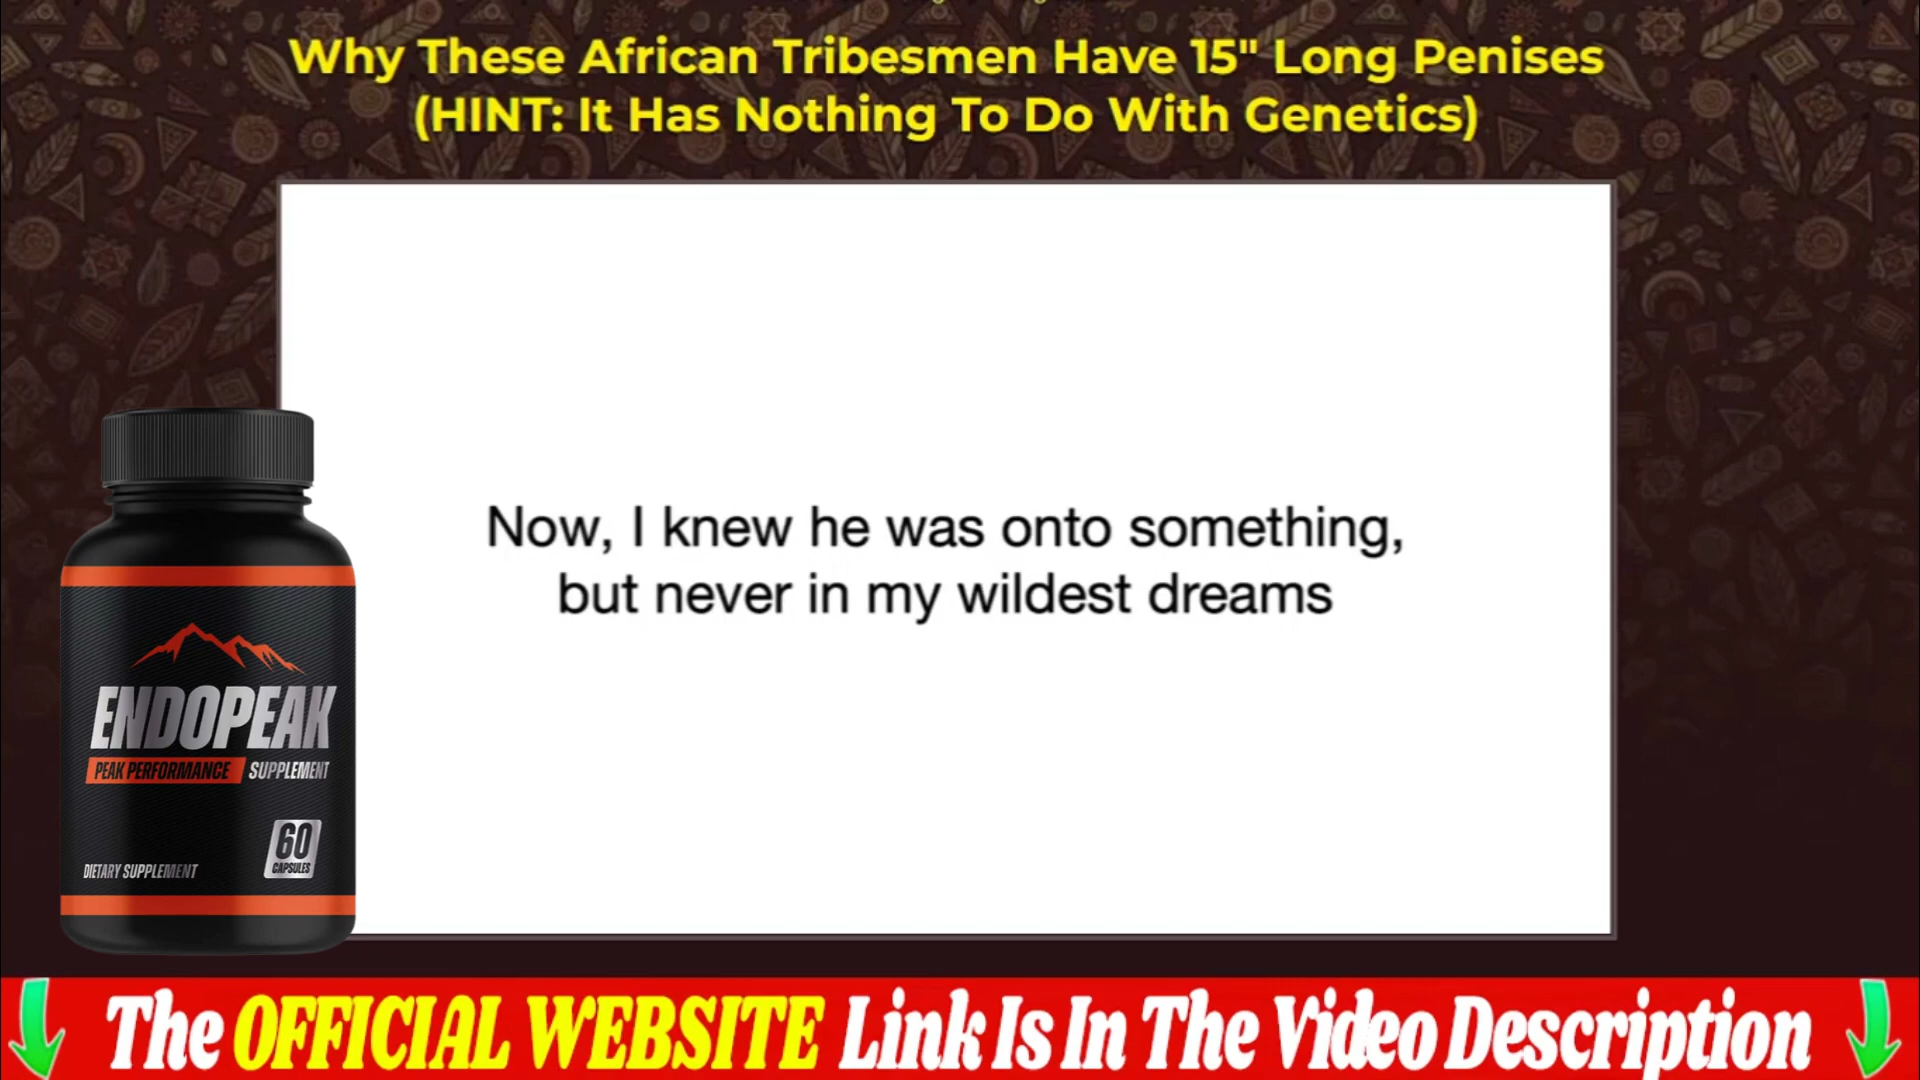 Why These African Tribesmen Have 15" Long Penises
(HINT: It Has Nothing To Do With Genetics)
Now, I knew he was onto something,
but never in my wildest dreams
ENDOPEAK
PEAK PERFORMANCE SUPPLEMENT
60
CAPSULES
DIETARY SUPPLEMENT
The OFFICIAL WEBSITE Link Is In The Video Description